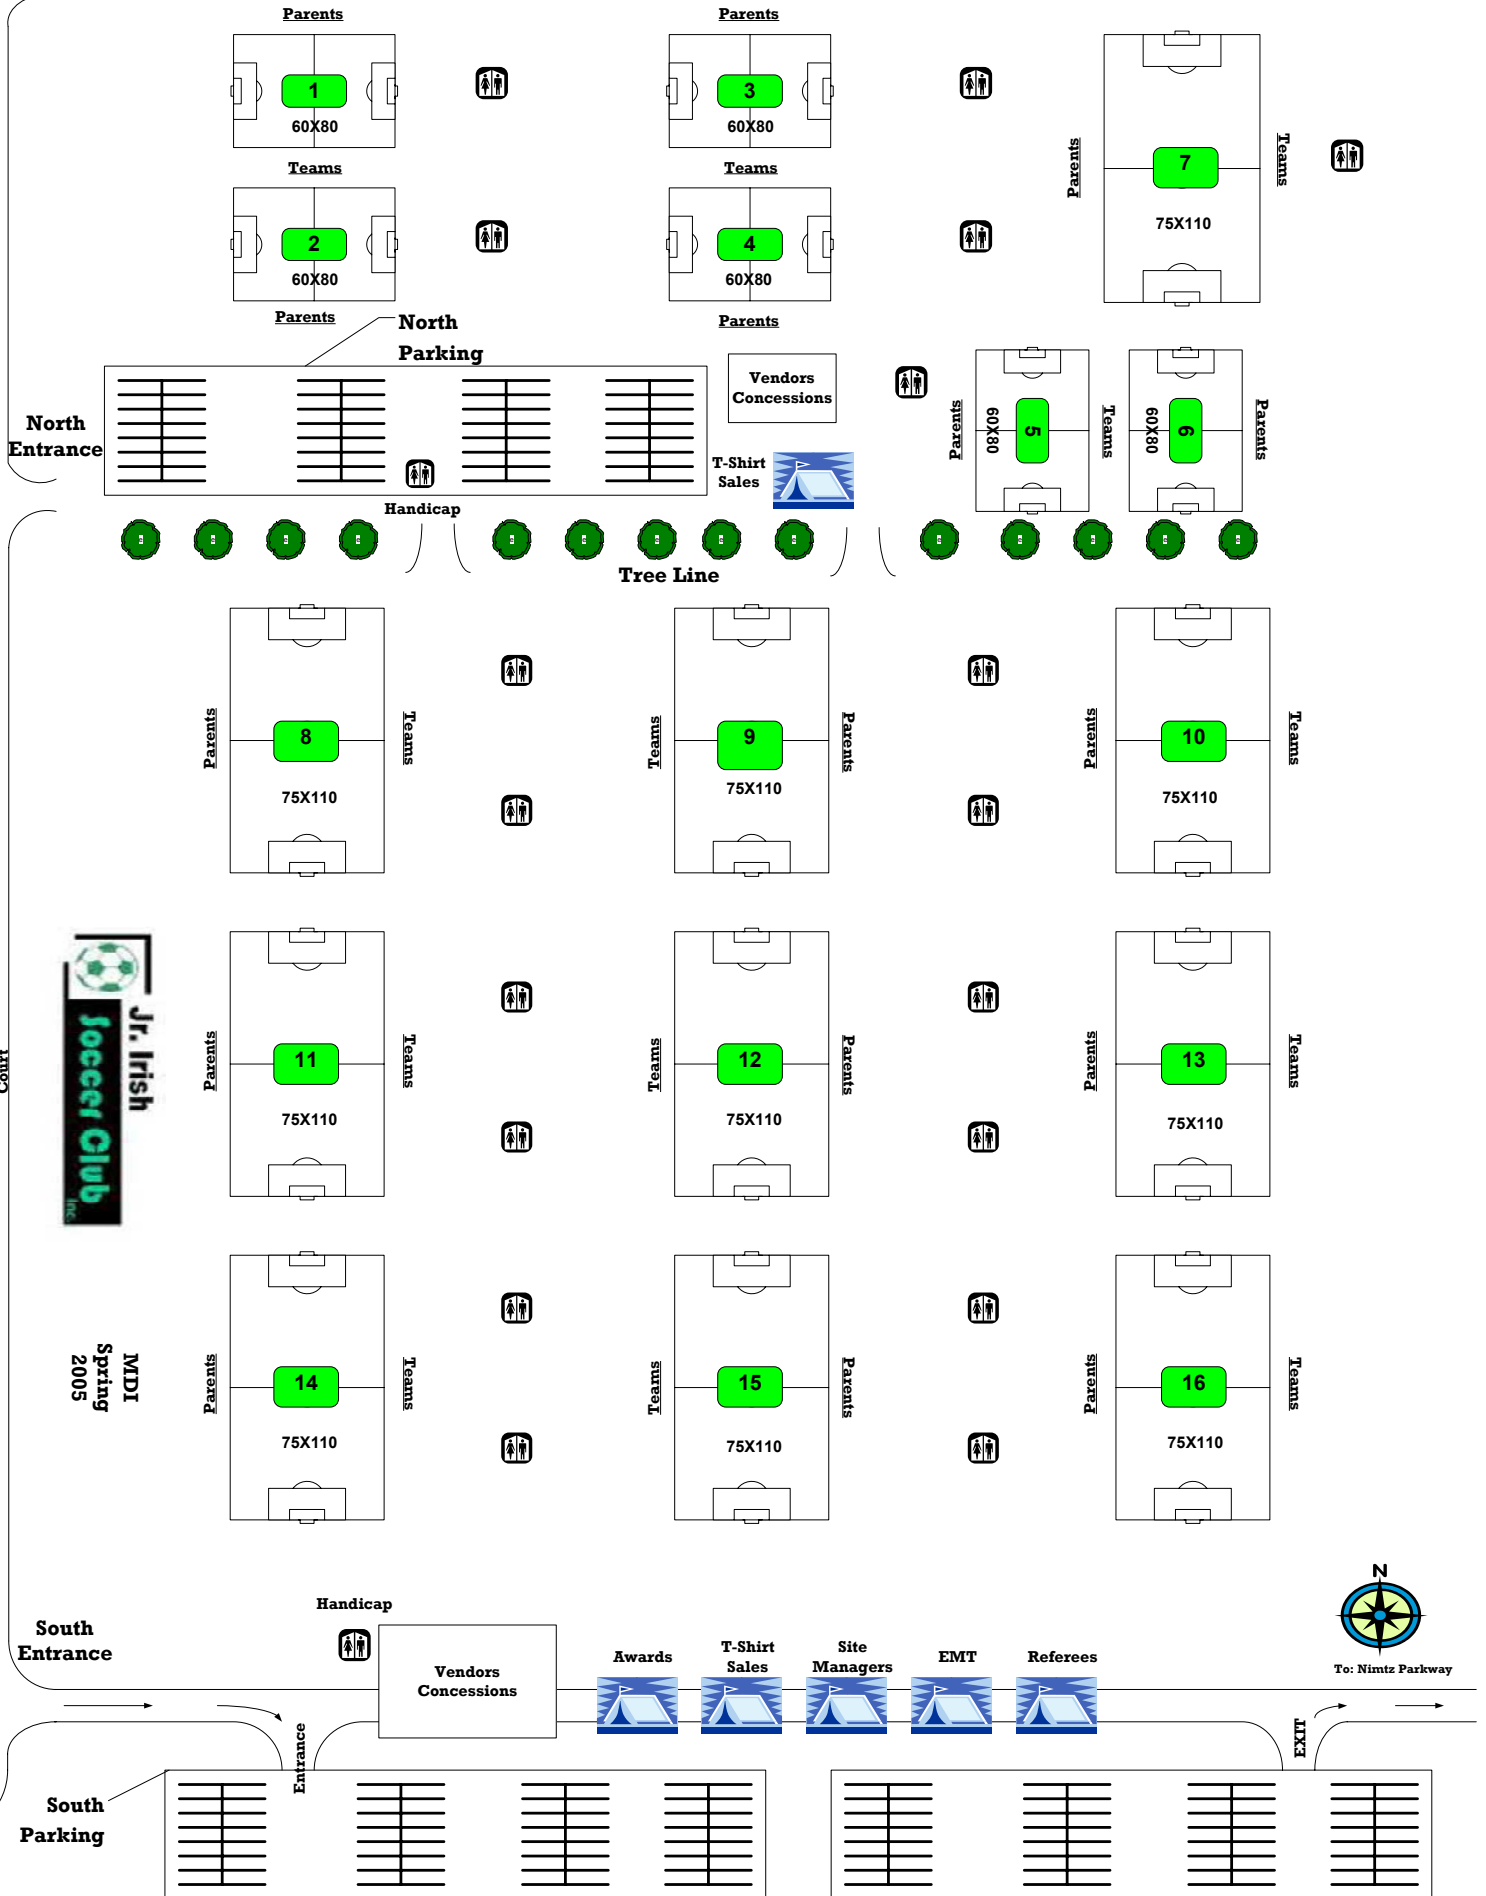 Parents
Parents
1
60X80
3
60X80
Teams
Teams
7
75X110
Parents
Teams
2
60X80
4
60X80
Parents
Parents
North
Parking
Vendors
Concessions
North
Entrance
Parents
60X80
5
Teams
60X80
6
Parents
T-Shirt
Sales
Handicap
Tree Line
Parents
8
75X110
Teams
Teams
9
75X110
Parents
Parents
10
75X110
Teams
Jr. Irish
Soccer Club
inc.
Court
Parents
11
75X110
Teams
Teams
12
75X110
Parents
Parents
13
75X110
Teams
MDI
Spring
2005
Parents
14
75X110
Teams
Teams
15
75X110
Parents
Parents
16
75X110
Teams
N
To: Nimtz Parkway
South
Entrance
Handicap
Vendors
Concessions
Awards
T-Shirt
Sales
Site
Managers
EMT
Referees
Entrance
EXIT
South
Parking